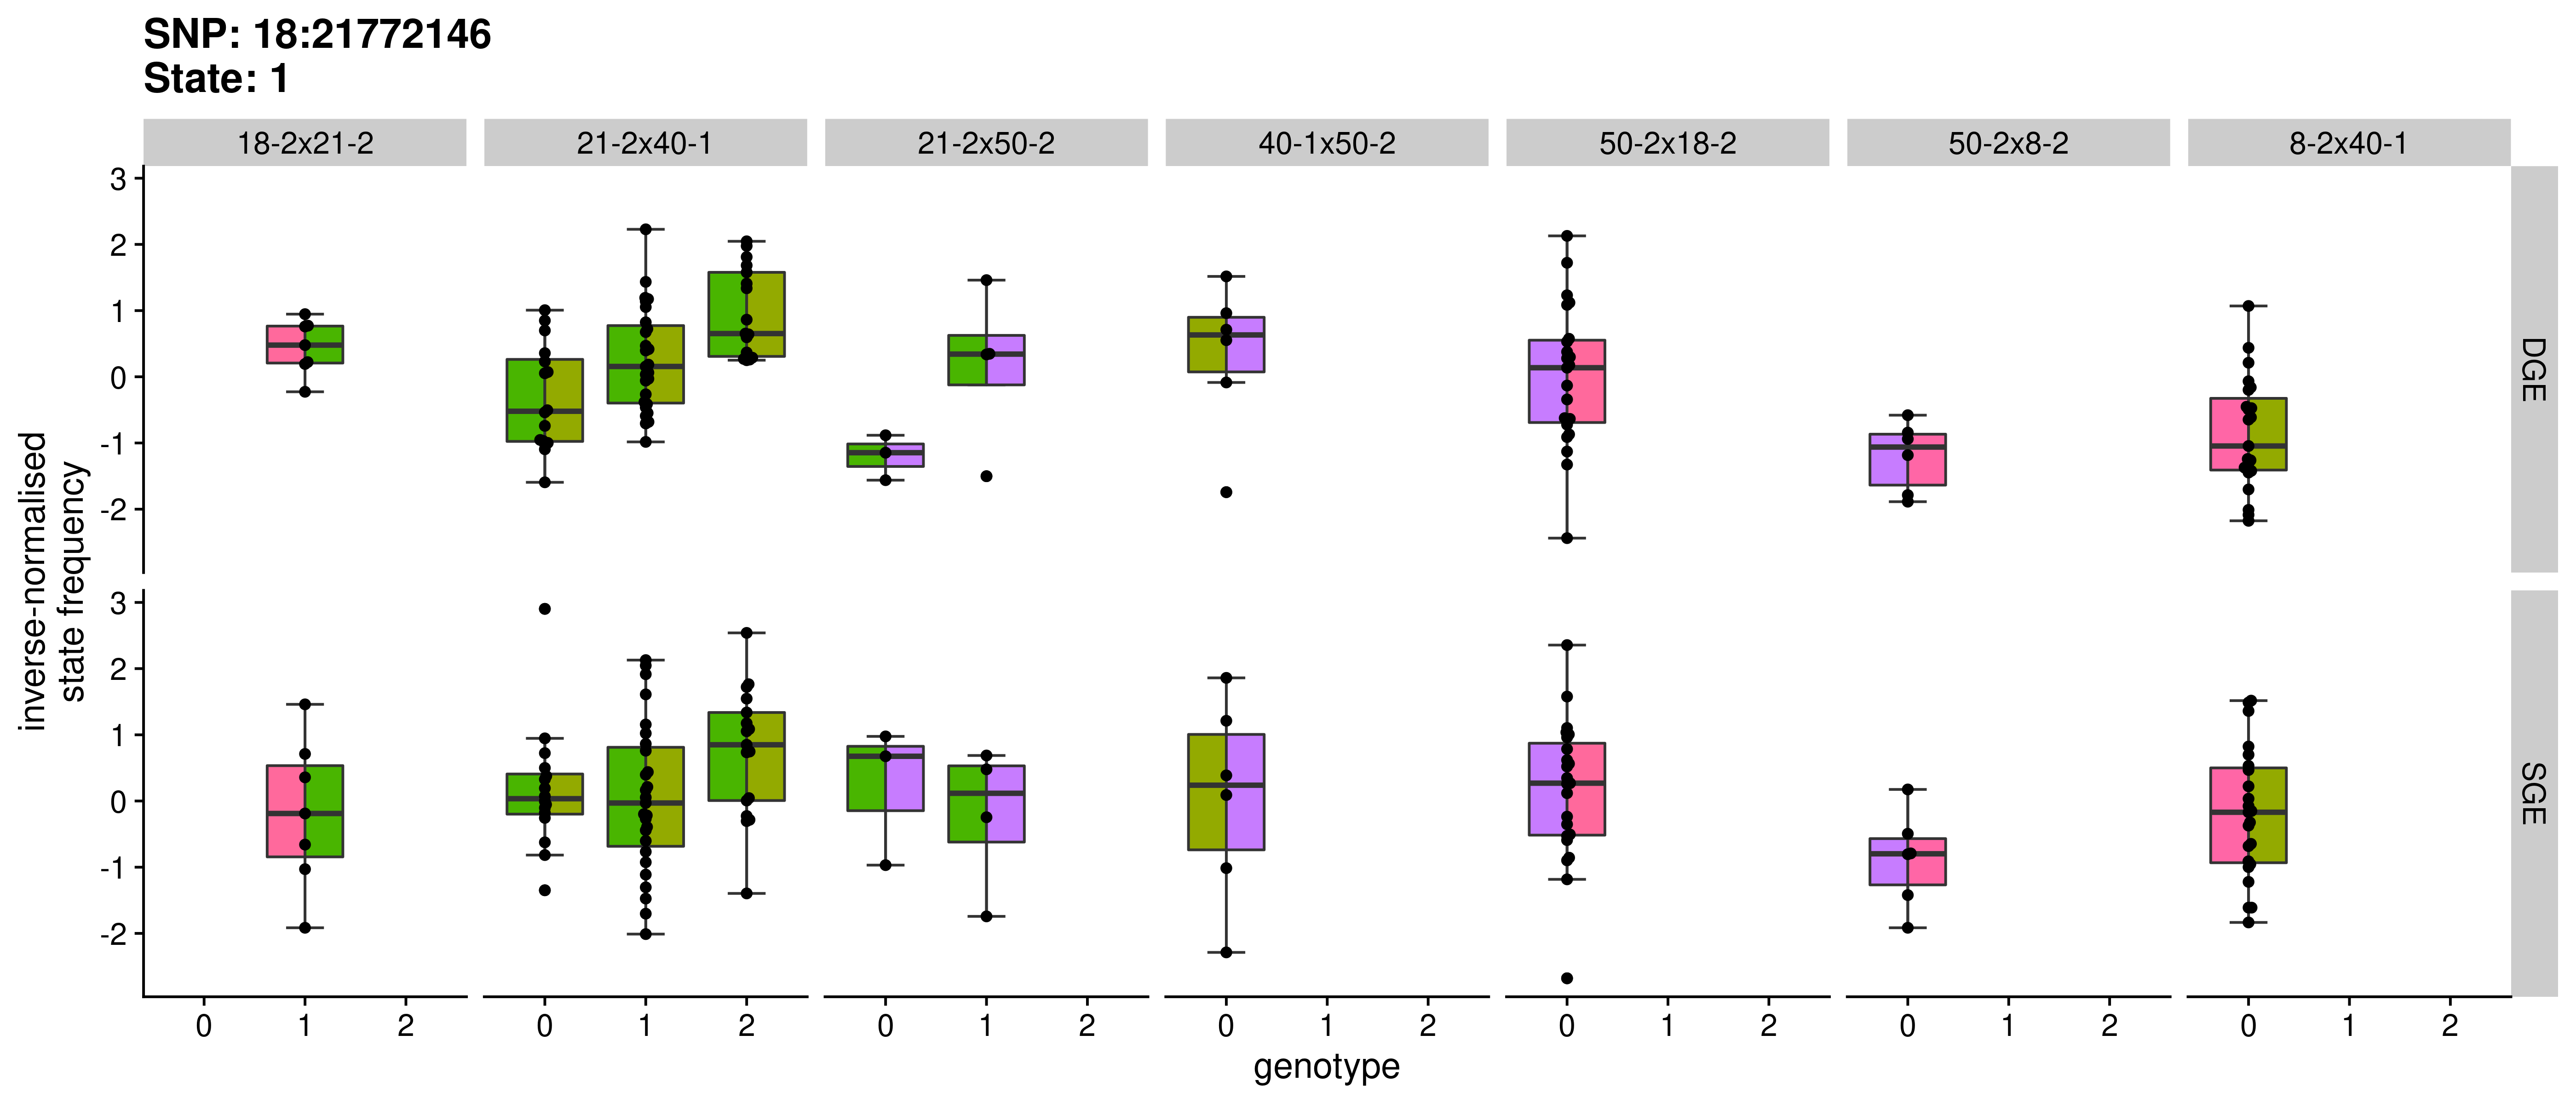 SNP: 18:21772146
State: 1
18-2x21-2 21-2x40-1 21-2x50-2 40-1x50-2 50-2x18-2 50-2x8-2 8-2x40-1
3
2
1
0
-1
-2
DGE
3
2
1
0
-1
-2
SGE
inverse-normalised
state frequency
0 1 2 0 1 2 0 1 2 0 1 2 0 1 2 0 1 2 0 1 2
genotype